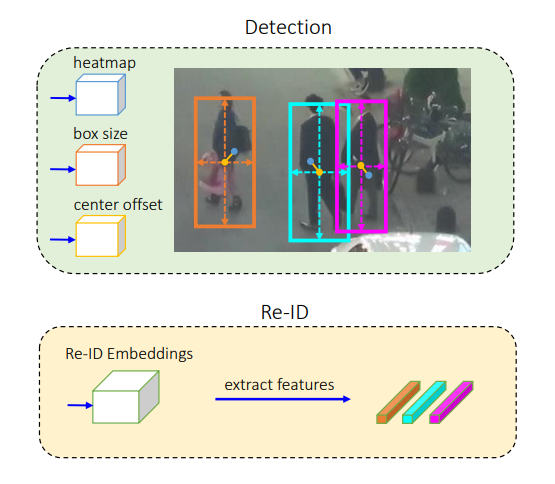 Detection
heatmap
box size
center offset
Re-ID
Re-ID Embeddings
extract features